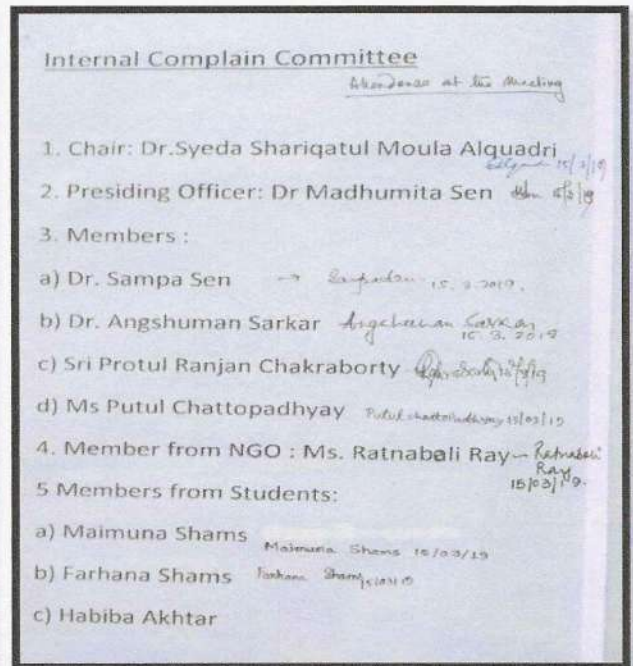 Internal Complain Committee
Attendance at the Meeting
1. Chair: Dr.Syeda Shariqatul Moula Alquadri
15/3/19
2. Presiding Officer: Dr Madhumita Sen
3. Members :
a) Dr. Sampa Sen → 15.3.2019.
b) Dr. Angshuman Sarkar Angshuman Sarkar
15.3.2019
c) Sri Protul Ranjan Chakraborty
d) Ms Putul Chattopadhyay Putul chattopadhyay 15/03/19
4. Member from NGO : Ms. Ratnabali Ray – Ratnabali
Ray
15/03/19.
5 Members from Students:
a) Maimuna Shams
Maimuna Shams 15/03/19
b) Farhana Shams Farhana Shams
c) Habiba Akhtar